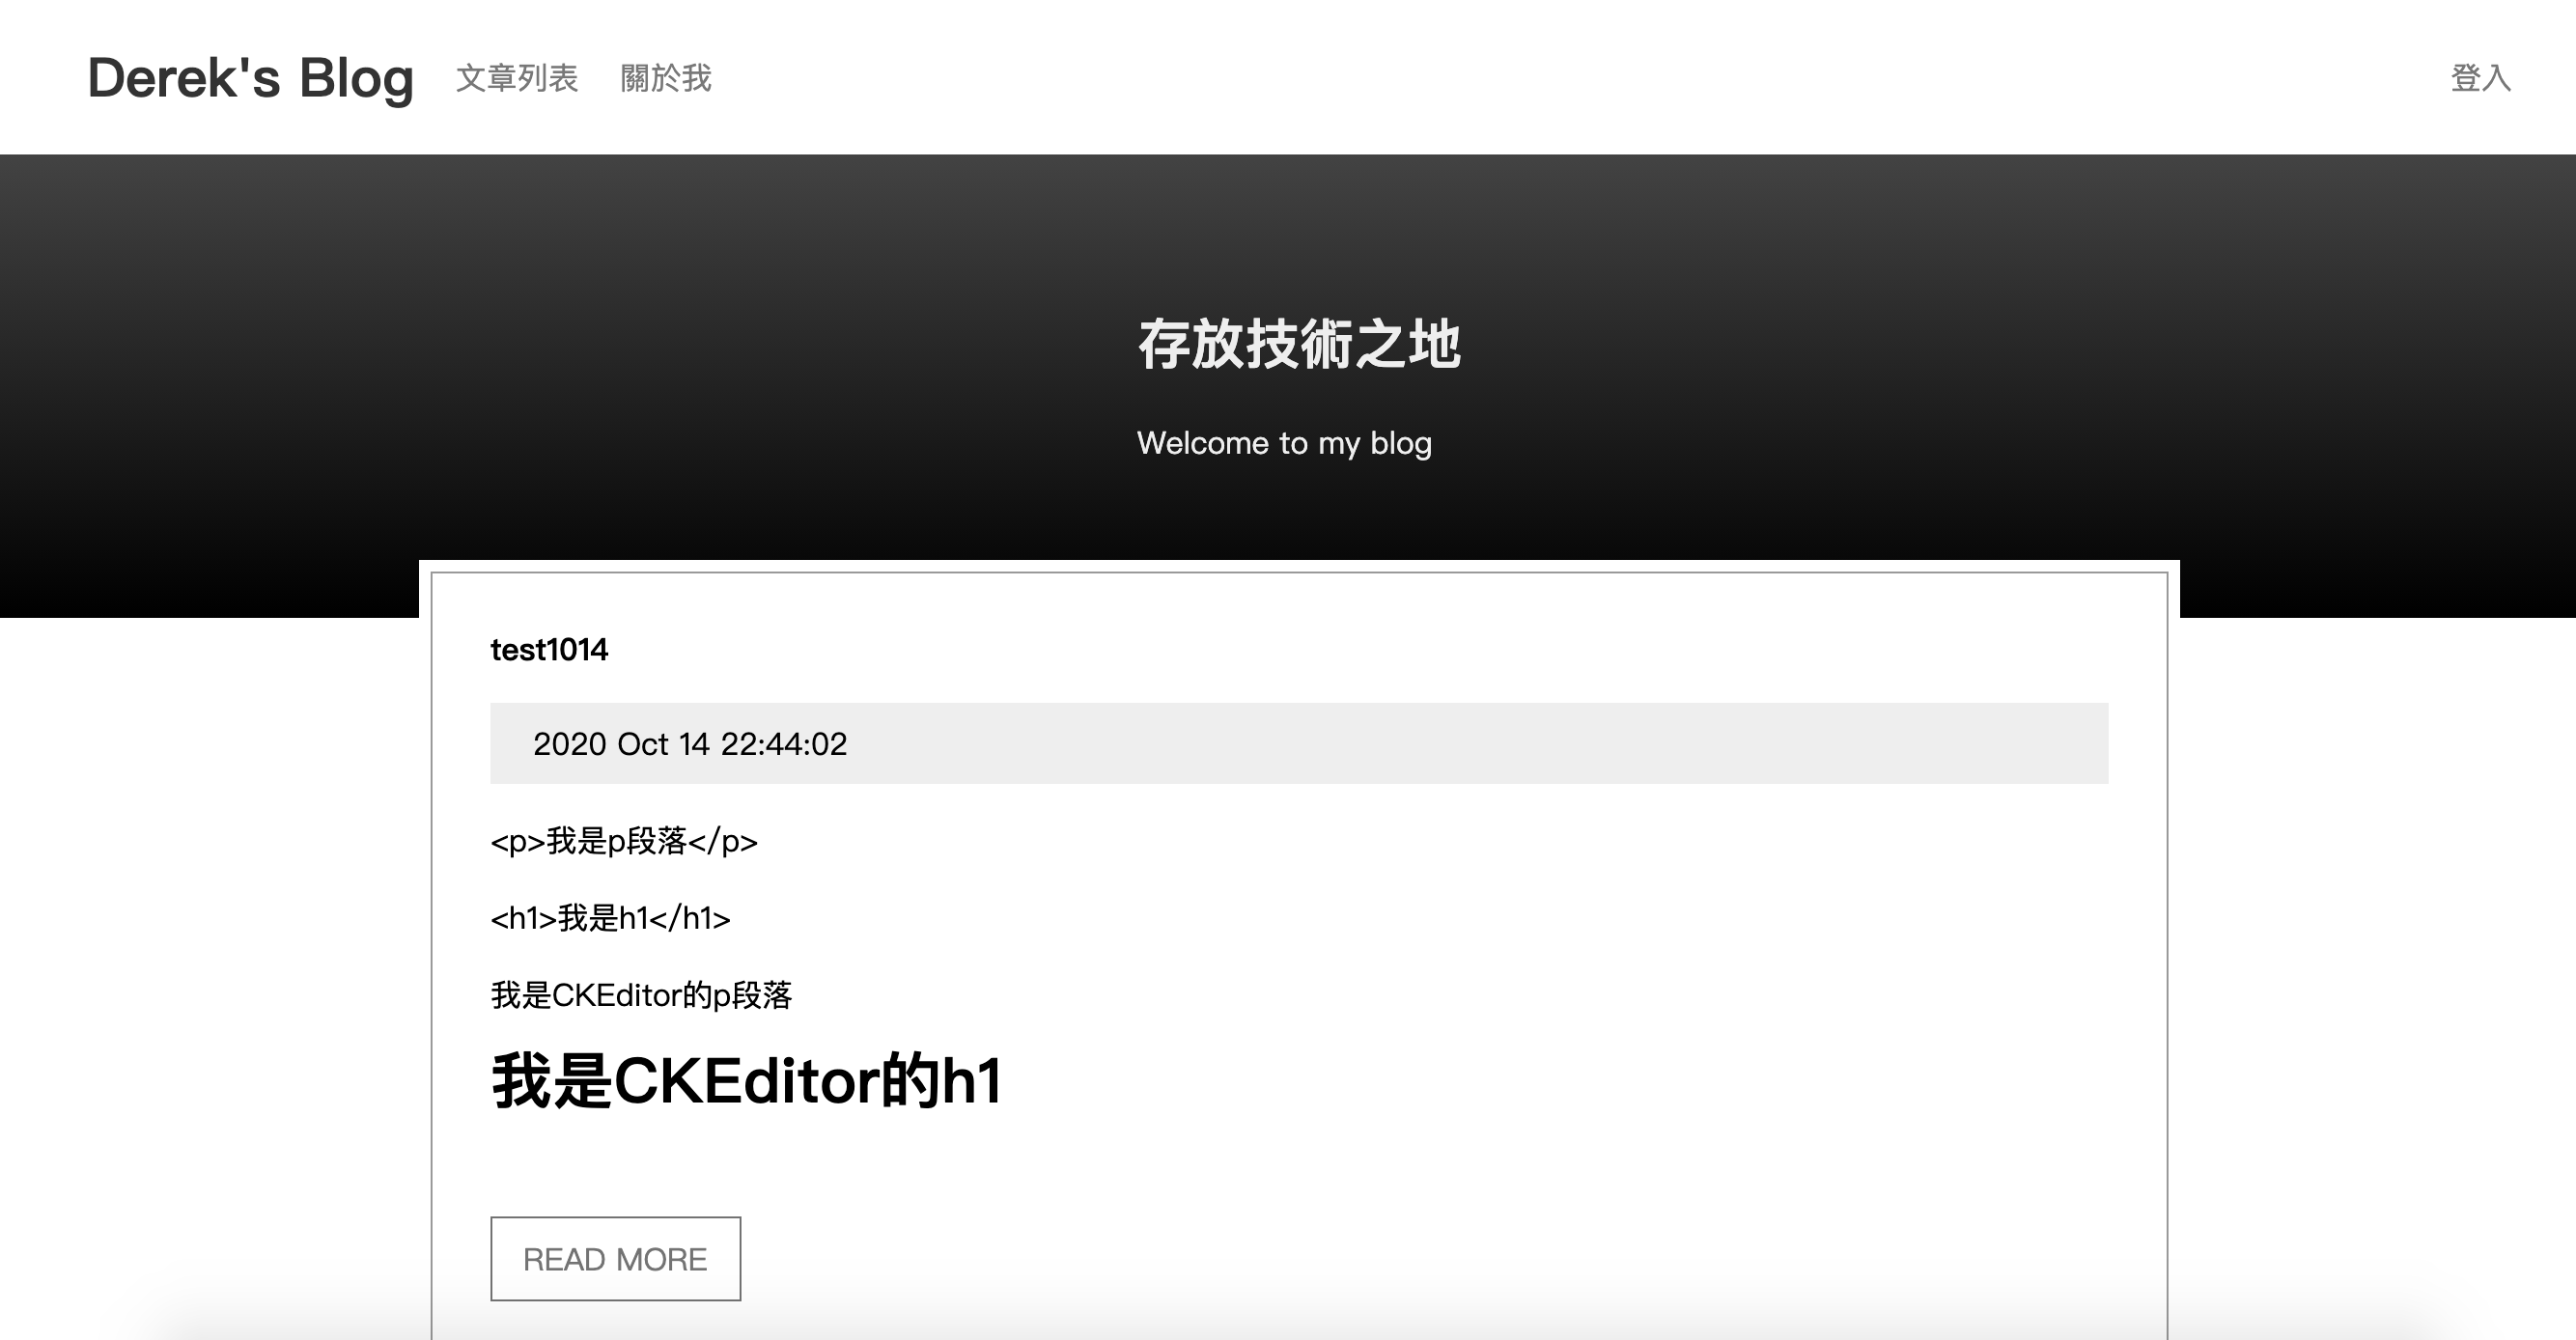 Derek's Blog 文章列表 關於我 登入
存放技術之地
Welcome to my blog
test1014
2020 Oct 14 22:44:02
<p>我是p段落</p>
<h1>我是h1</h1>
我是CKEditor的p段落
我是CKEditor的h1
READ MORE